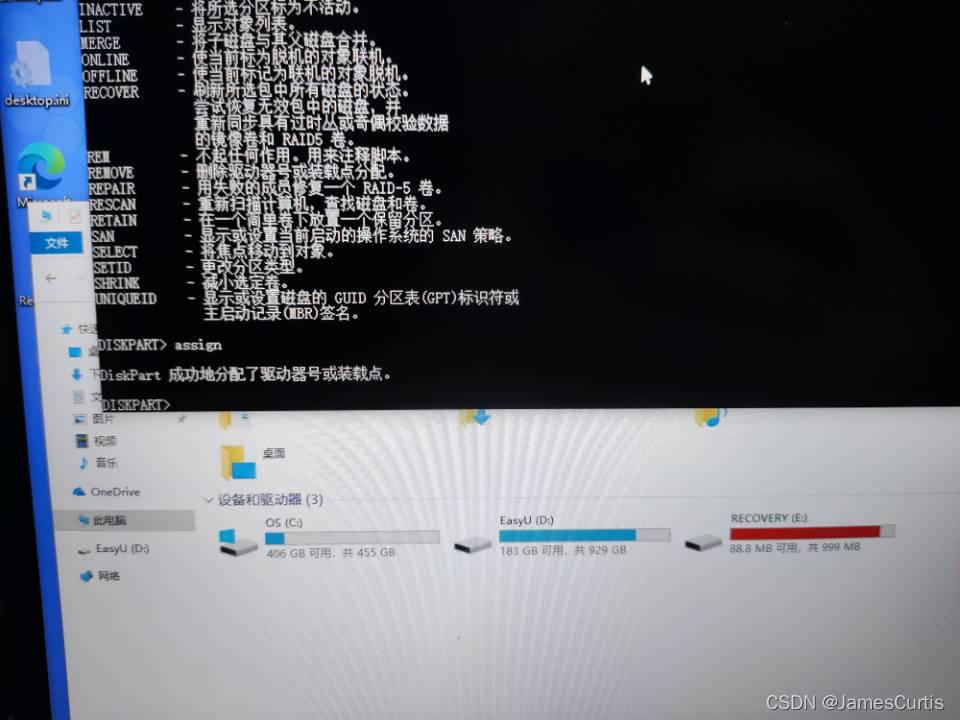 INACTIVE - 将所选分区标为不活动。
LIST - 显示对象列表。
MERGE - 将子磁盘与其父磁盘合并。
ONLINE - 使当前标为脱机的对象联机。
OFFLINE - 使当前标记为联机的对象脱机。
RECOVER - 刷新所选包中所有磁盘的状态。
尝试恢复无效包中的磁盘，并
重新同步具有过时丛或奇偶校验数据
的镜像卷和 RAID5 卷。
REM - 不起任何作用。用来注释脚本。
REMOVE - 删除驱动器号或装载点分配。
REPAIR - 用失败的成员修复一个 RAID-5 卷。
RESCAN - 重新扫描计算机，查找磁盘和卷。
RETAIN - 在一个简单卷下放置一个保留分区。
SAN - 显示或设置当前启动的操作系统的 SAN 策略。
SELECT - 将焦点移动到对象。
SETID - 更改分区类型。
SHRINK - 减小选定卷。
UNIQUEID - 显示或设置磁盘的 GUID 分区表(GPT)标识符或
主启动记录(MBR)签名。
DISKPART> assign
DiskPart 成功地分配了驱动器号或装载点。
DISKPART>
desktop.ini
文件
Re
快速
图片
视频
音乐
OneDrive
此电脑
EasyU (D:)
网络
桌面
设备和驱动器 (3)
OS (C:)
406 GB 可用，共 455 GB
EasyU (D:)
183 GB 可用，共 929 GB
RECOVERY (E:)
88.8 MB 可用，共 999 MB
CSDN @JamesCurtis